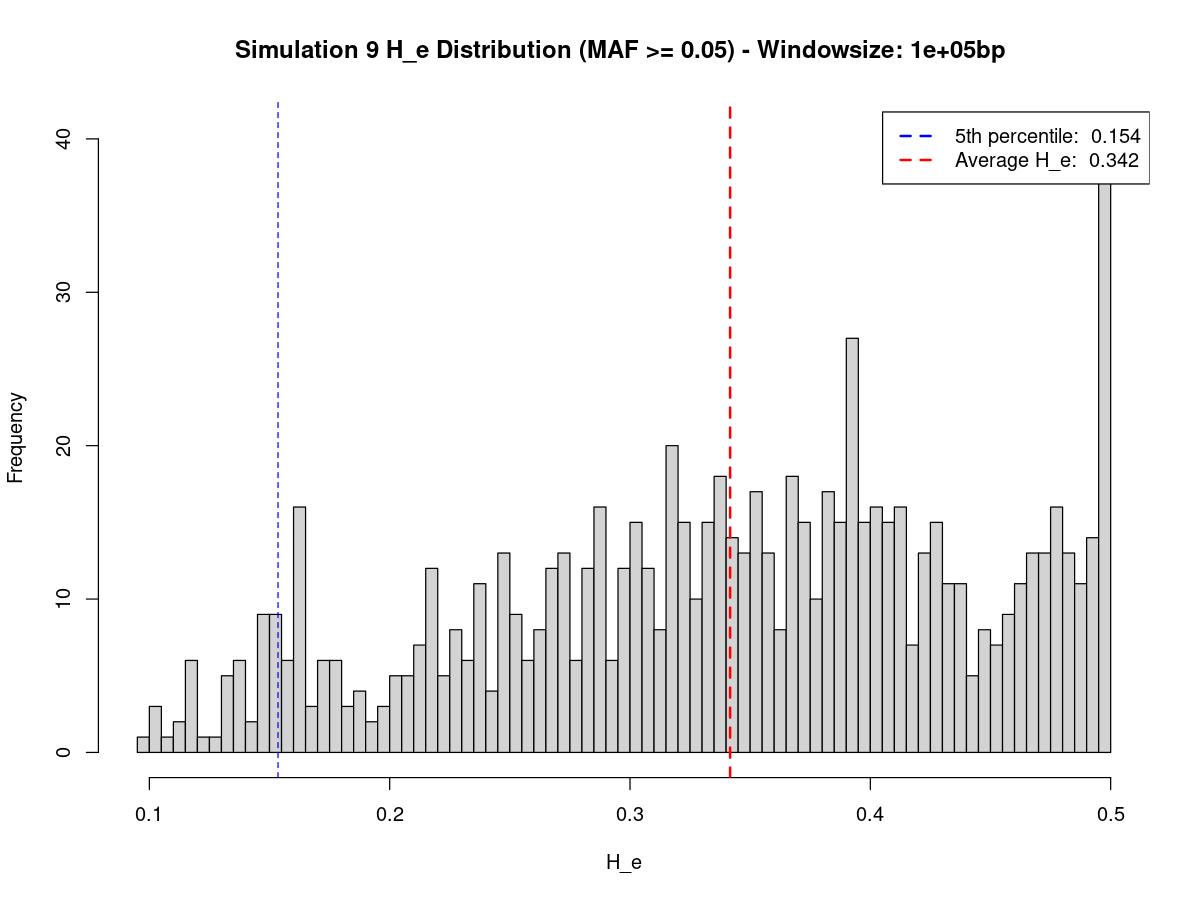 Simulation 9 H_e Distribution (MAF >= 0.05) - Windowsize: 1e+05bp
5th percentile: 0.154
Average H_e: 0.342
40
30
20
10
0
Frequency
0.1 0.2 0.3 0.4 0.5
H_e